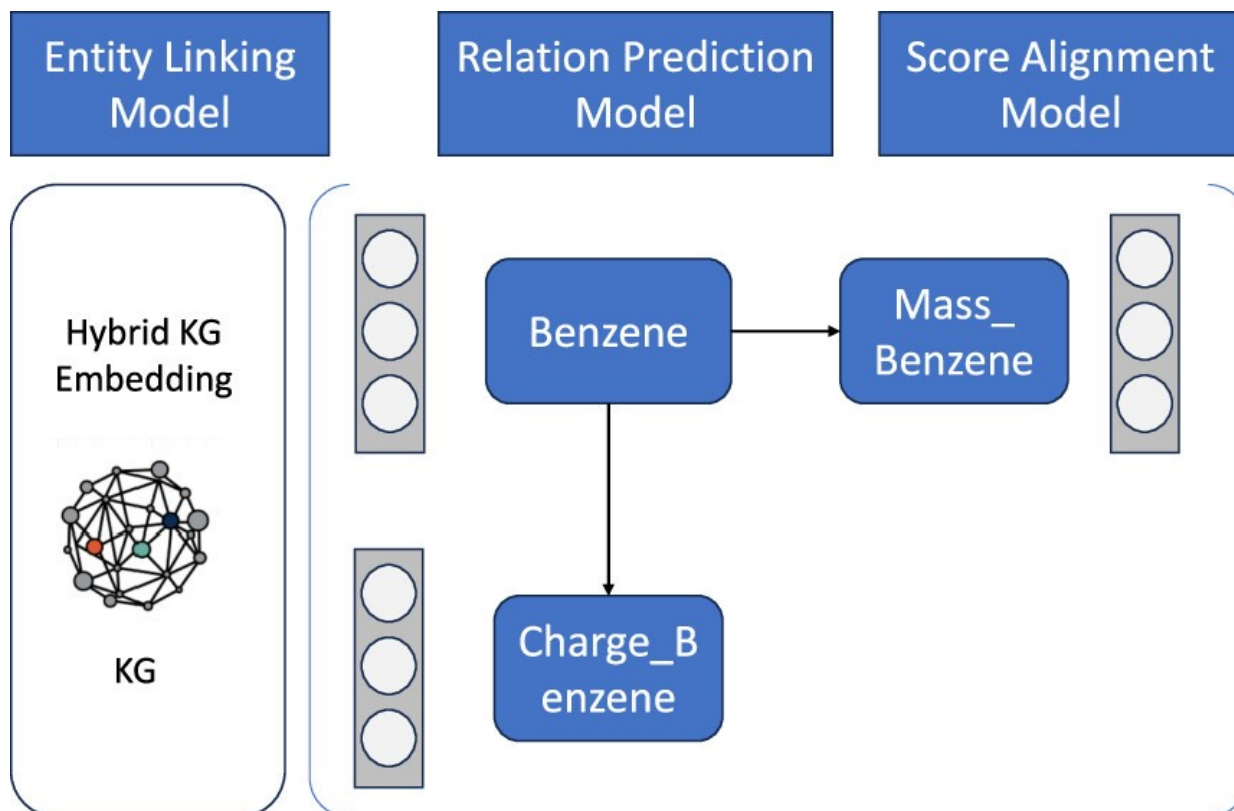 Entity Linking
Model
Relation Prediction
Model
Score Alignment
Model
Hybrid KG
Embedding
KG
Benzene
Mass_
Benzene
Charge_B
enzene